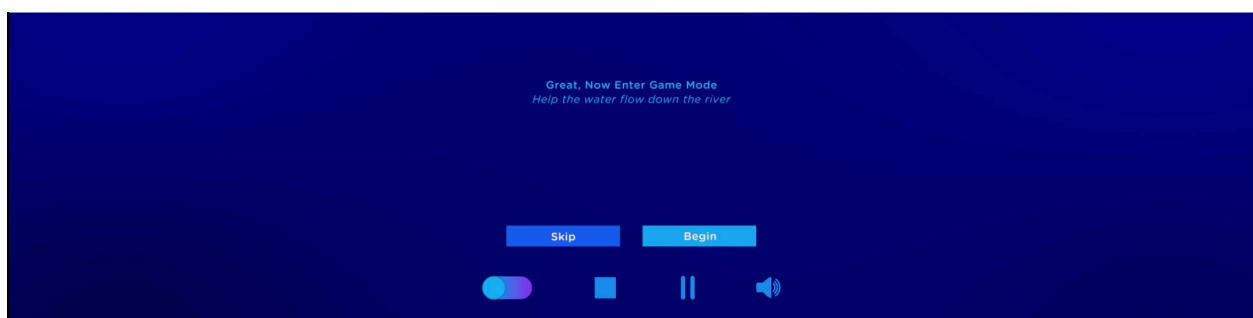 Great, Now Enter Game Mode
Help the water flow down the river
Skip
Begin